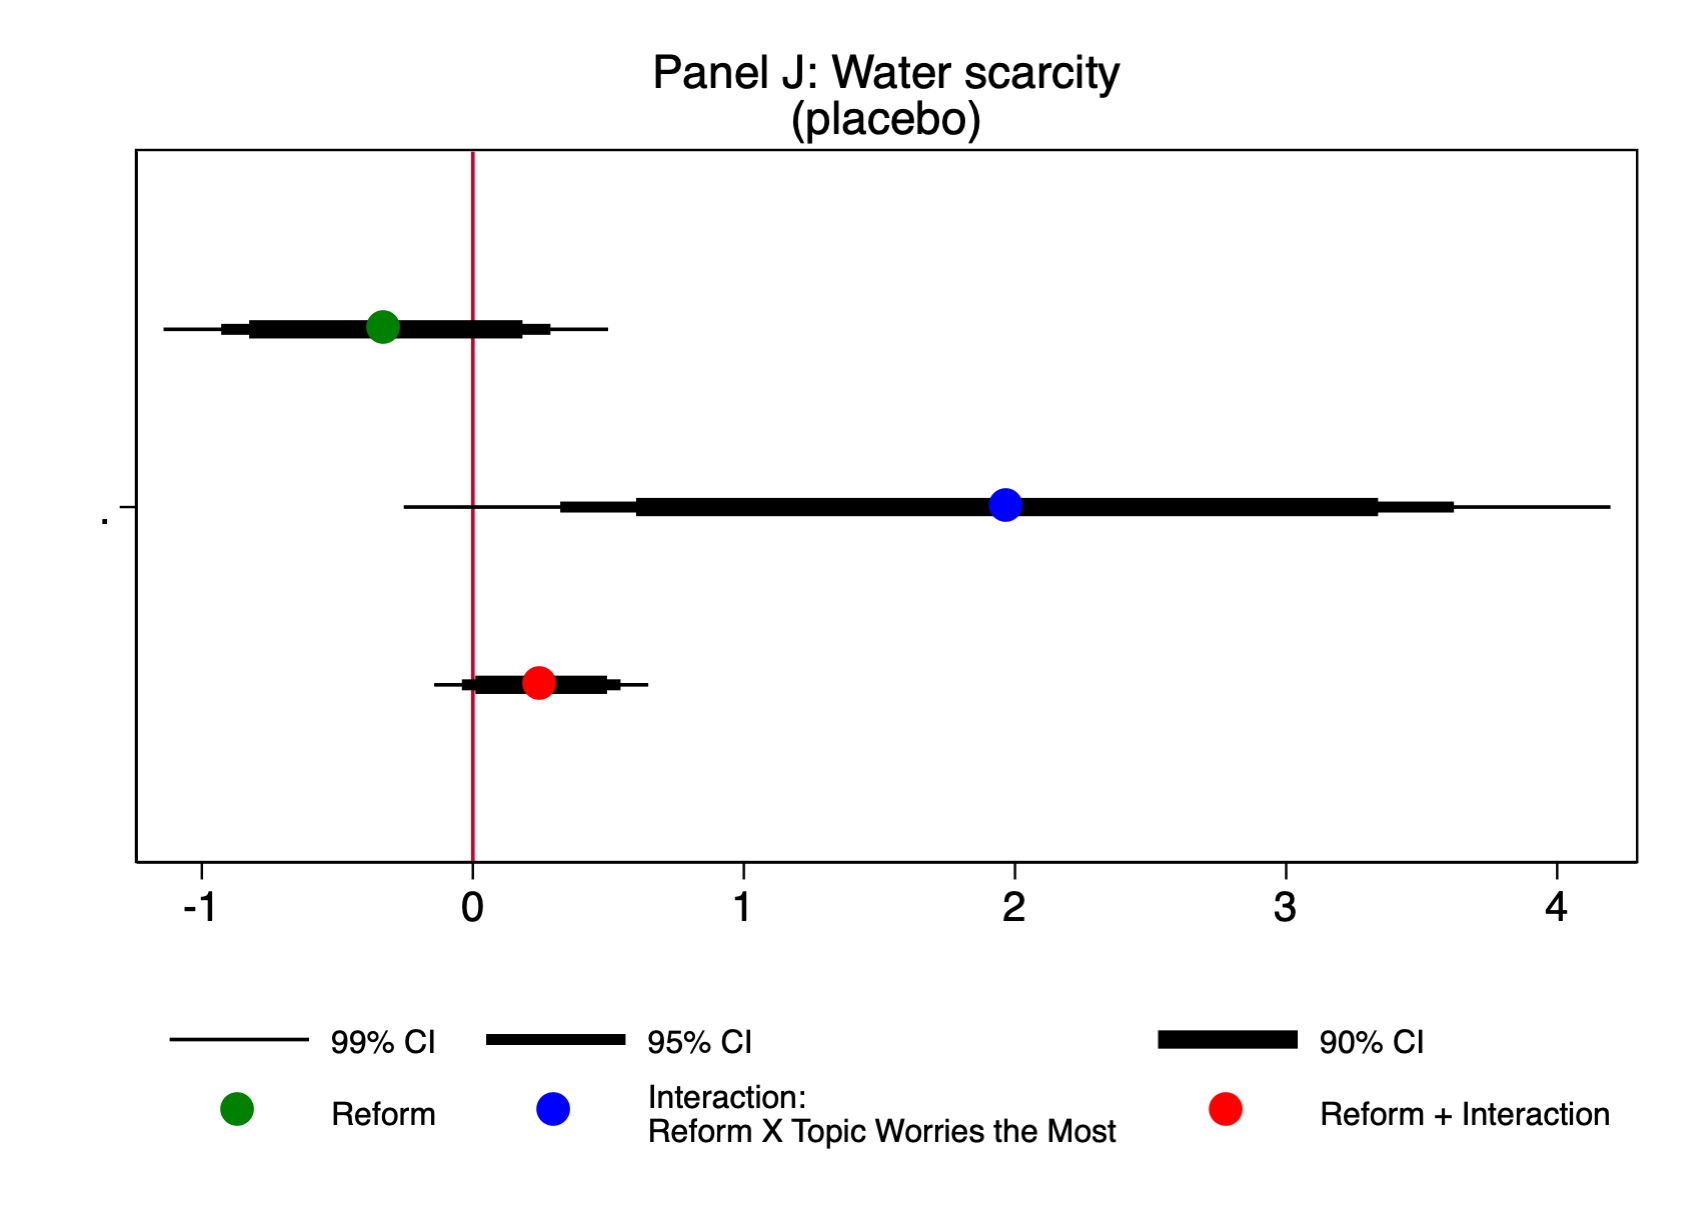 Panel J: Water scarcity
(placebo)
.
-1 0 1 2 3 4
99% CI 95% CI 90% CI
Reform
Interaction:
Reform X Topic Worries the Most
Reform + Interaction